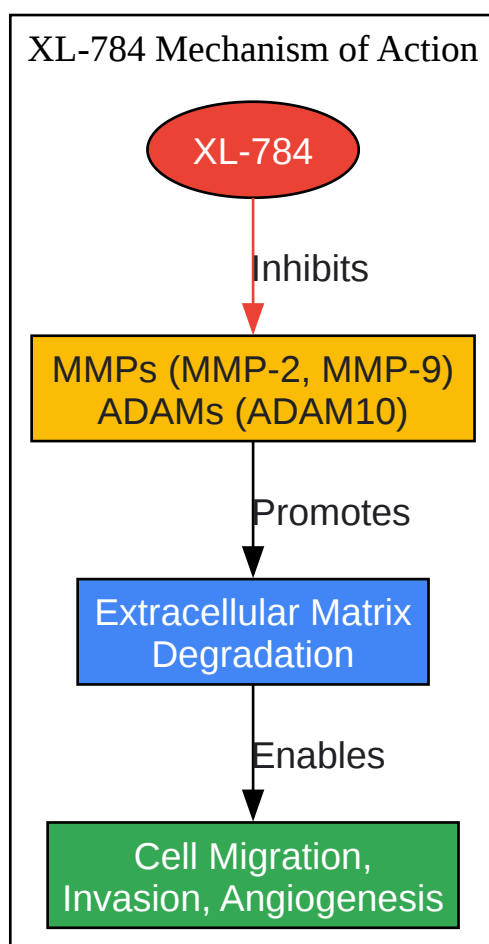 XL-784 Mechanism of Action
XL-784
Inhibits
MMPs (MMP-2, MMP-9)
ADAMs (ADAM10)
Promotes
Extracellular Matrix
Degradation
Enables
Cell Migration,
Invasion, Angiogenesis